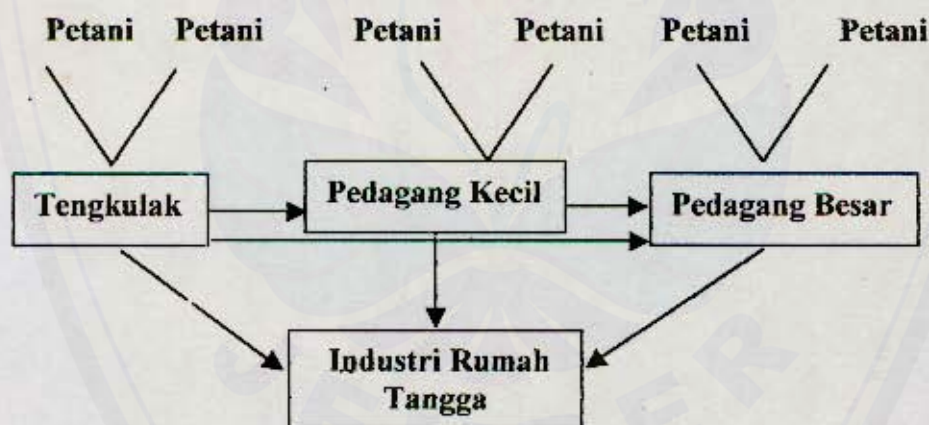 Petani Petani Petani Petani Petani Petani
Tengkulak
Pedagang Kecil
Pedagang Besar
Industri Rumah
Tangga